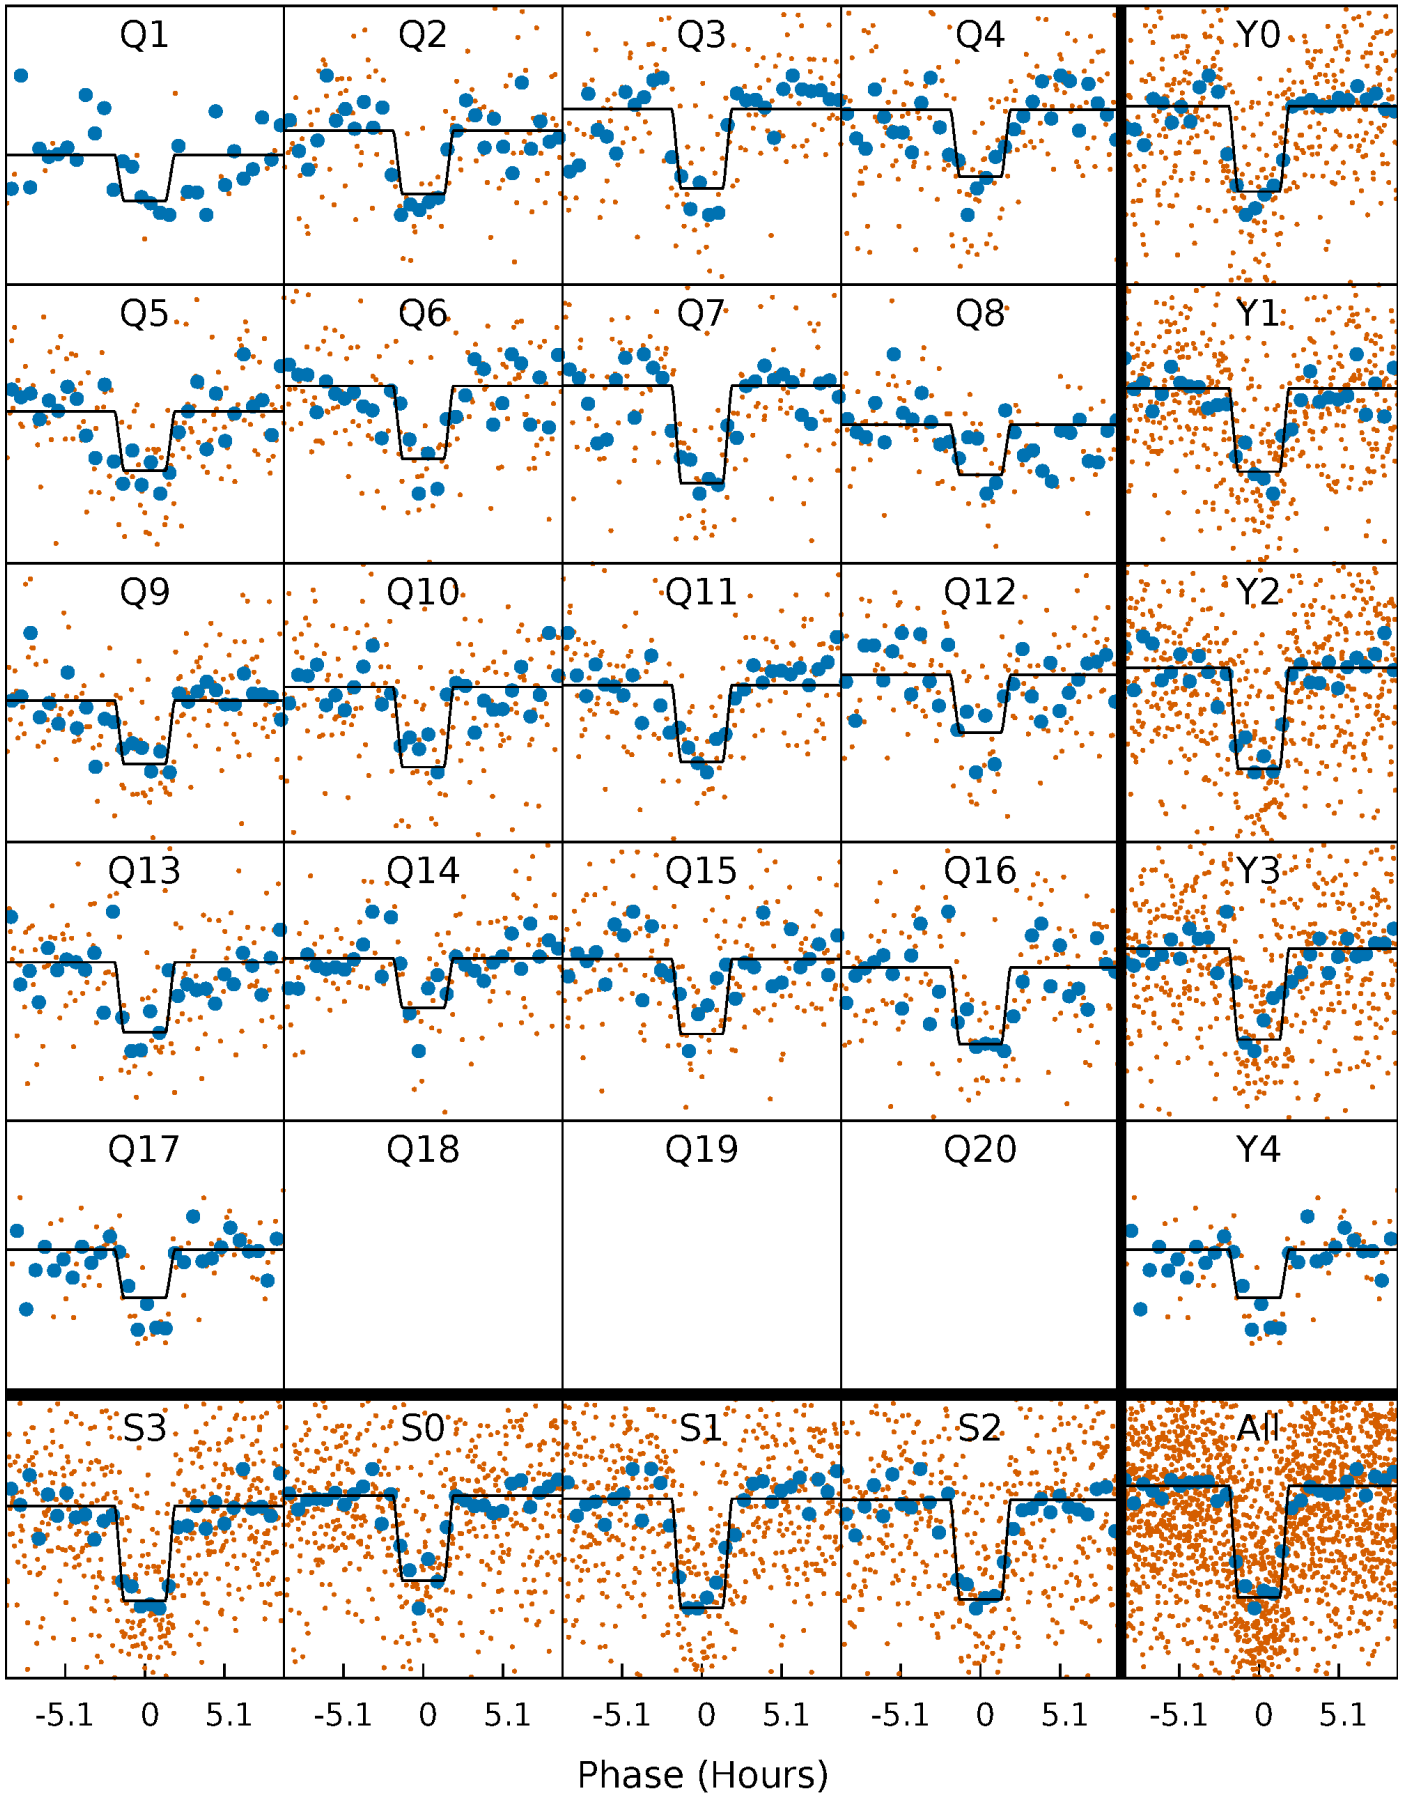 Q1 Q2 Q3 Q4 Y0
Q5 Q6 Q7 Q8 Y1
Q9 Q10 Q11 Q12 Y2
Q13 Q14 Q15 Q16 Y3
Q17 Q18 Q19 Q20 Y4
S3 S0 S1 S2 All
-5.1 0 5.1 -5.1 0 5.1 -5.1 0 5.1 -5.1 0 5.1 -5.1 0 5.1
Phase (Hours)